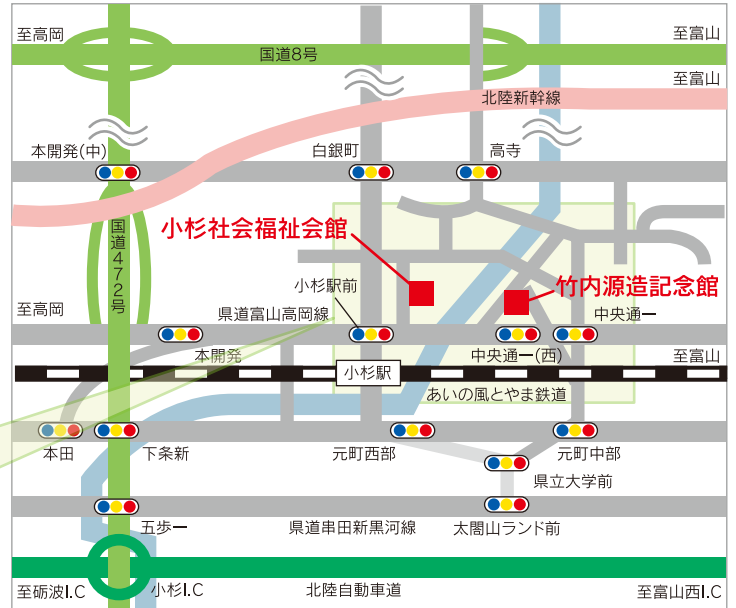 至高岡
国道8号
至富山
至富山
北陸新幹線
本開発(中)
白銀町
高寺
国道472号
小杉社会福祉会館
小杉駅前
竹内源造記念館
至高岡
県道富山高岡線
中央通一
本開発
中央通一(西)
至富山
小杉駅
あいの風とやま鉄道
本田
下条新
元町西部
元町中部
県立大学前
五歩一
県道串田新黒河線
太閤山ランド前
至砺波I.C
小杉I.C
北陸自動車道
至富山西I.C